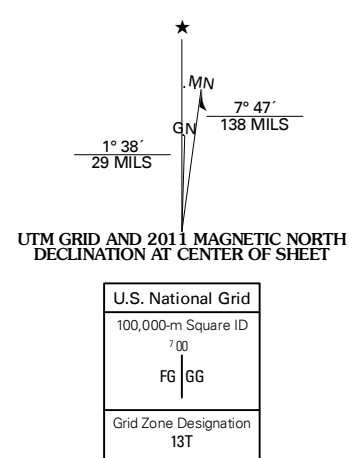 ★
MN
GN
7° 47´
138 MILS
1° 38´
29 MILS
UTM GRID AND 2011 MAGNETIC NORTH
DECLINATION AT CENTER OF SHEET
U.S. National Grid
100,000-m Square ID
7 00
FG GG
Grid Zone Designation
13T